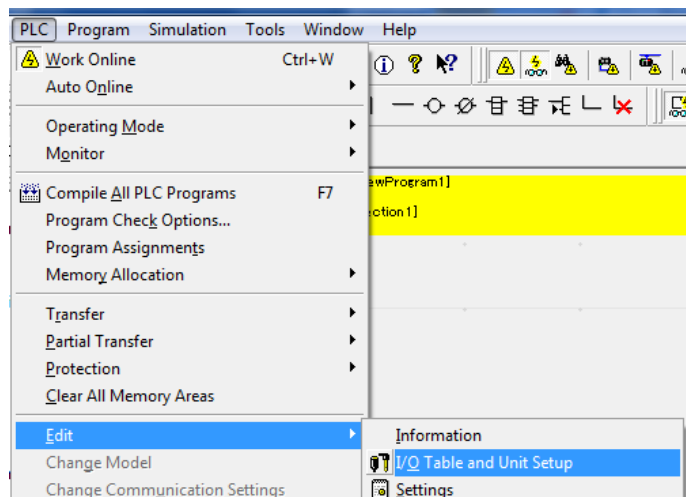 PLC Program Simulation Tools Window Help
Work Online Ctrl+W
Auto Online
Operating Mode
Monitor
Compile All PLC Programs F7
ewProgram1]
Program Check Options...
ection1]
Program Assignments
Memory Allocation
Transfer
Partial Transfer
Protection
Clear All Memory Areas
Edit
Information
Change Model
I/O Table and Unit Setup
Change Communication Settings
Settings